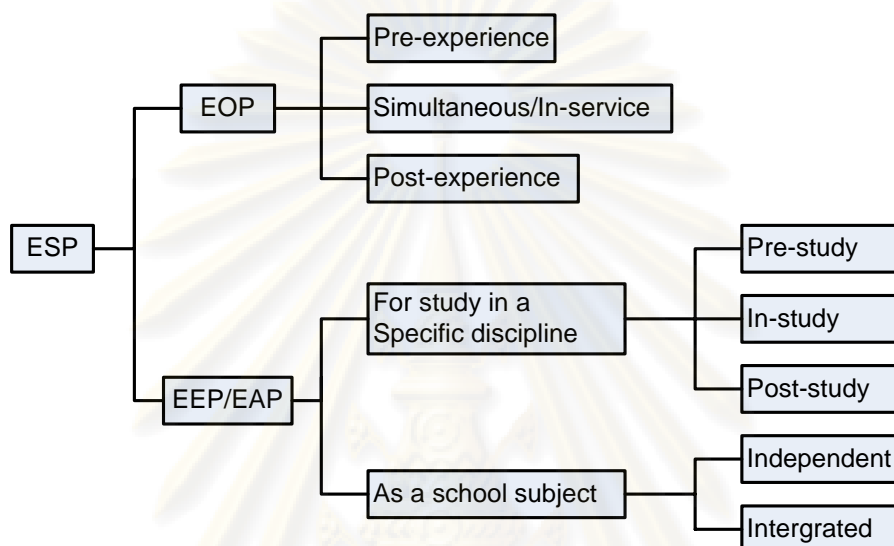 Pre-experience
EOP
Simultaneous/In-service
Post-experience
ESP
Pre-study
For study in a
Specific discipline
In-study
Post-study
EEP/EAP
Independent
As a school subject
Intergrated